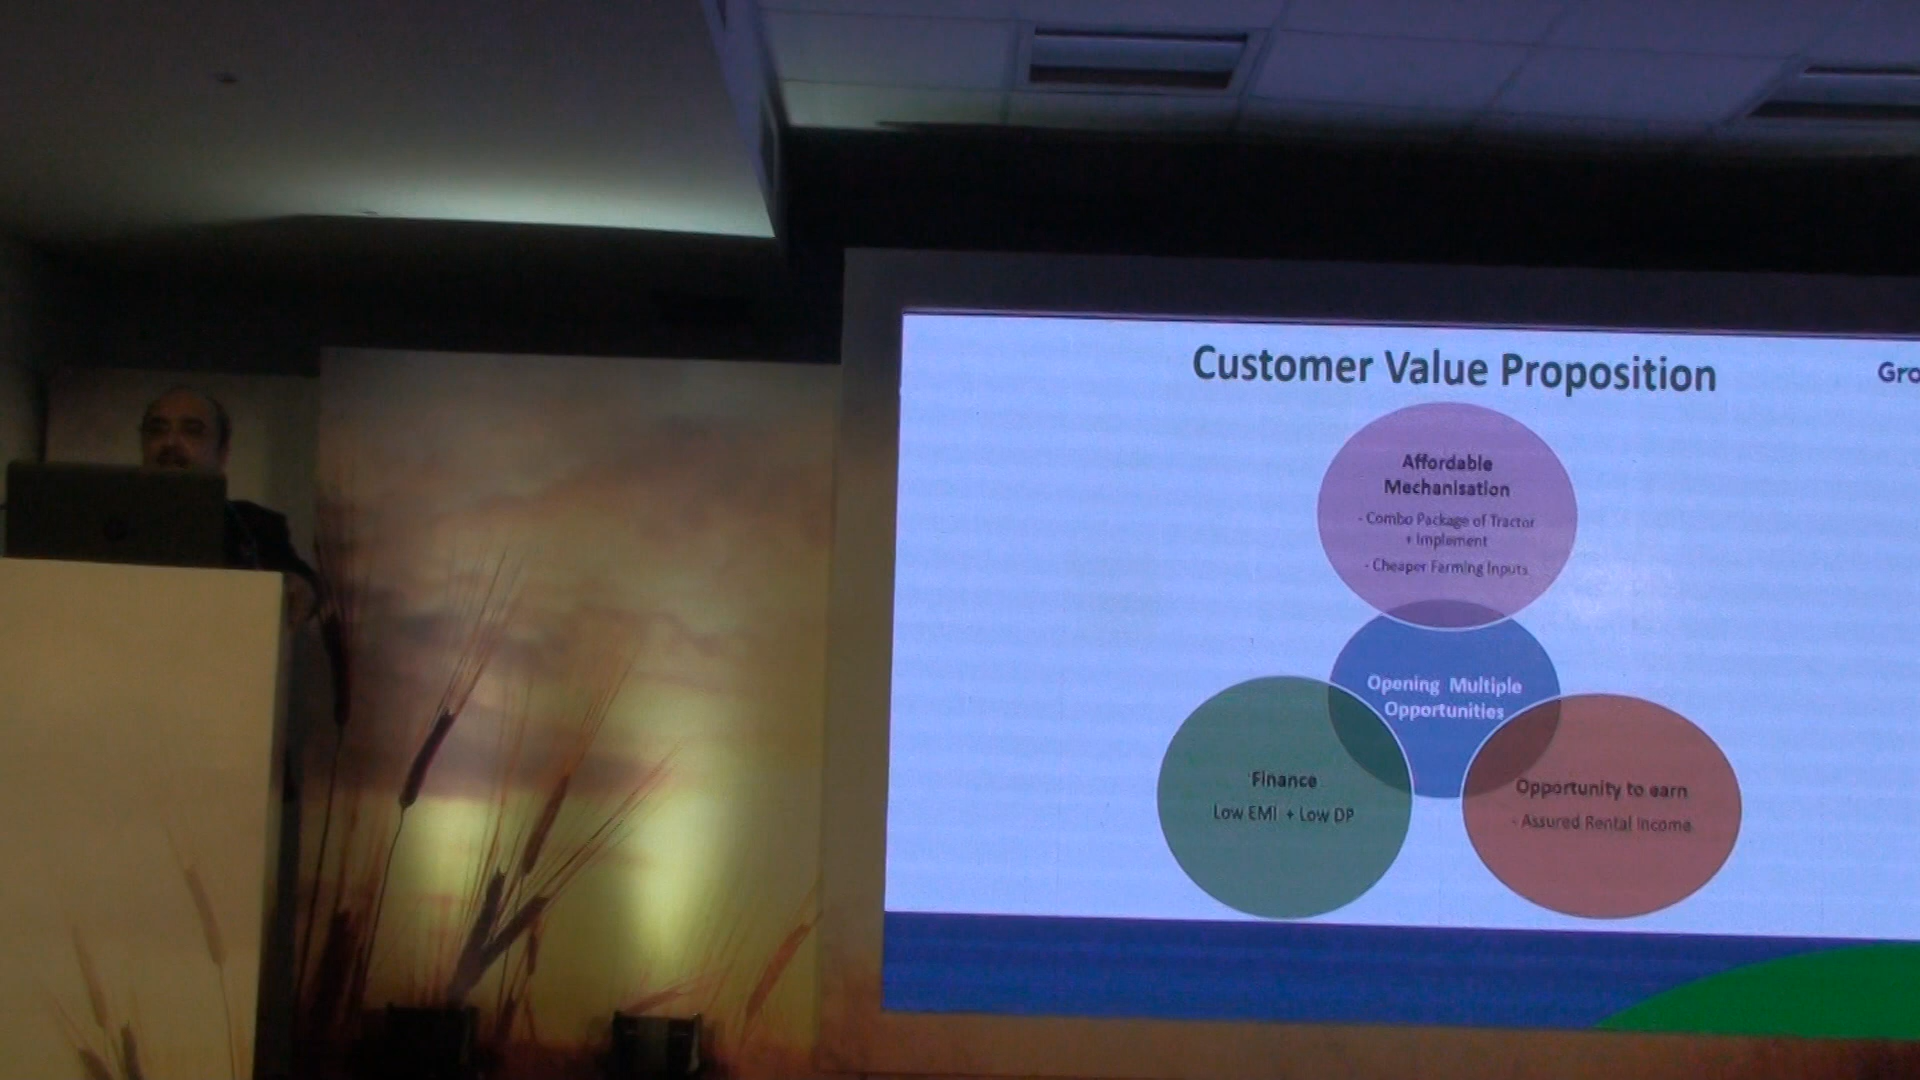 Customer Value Proposition
Gro
Affordable
Mechanisation
- Combo Package of Tractor
+ Implement
- Cheaper Farming Inputs
Opening Multiple
Opportunities
Finance
Low EMI + Low DP
Opportunity to earn
- Assured Rental Income